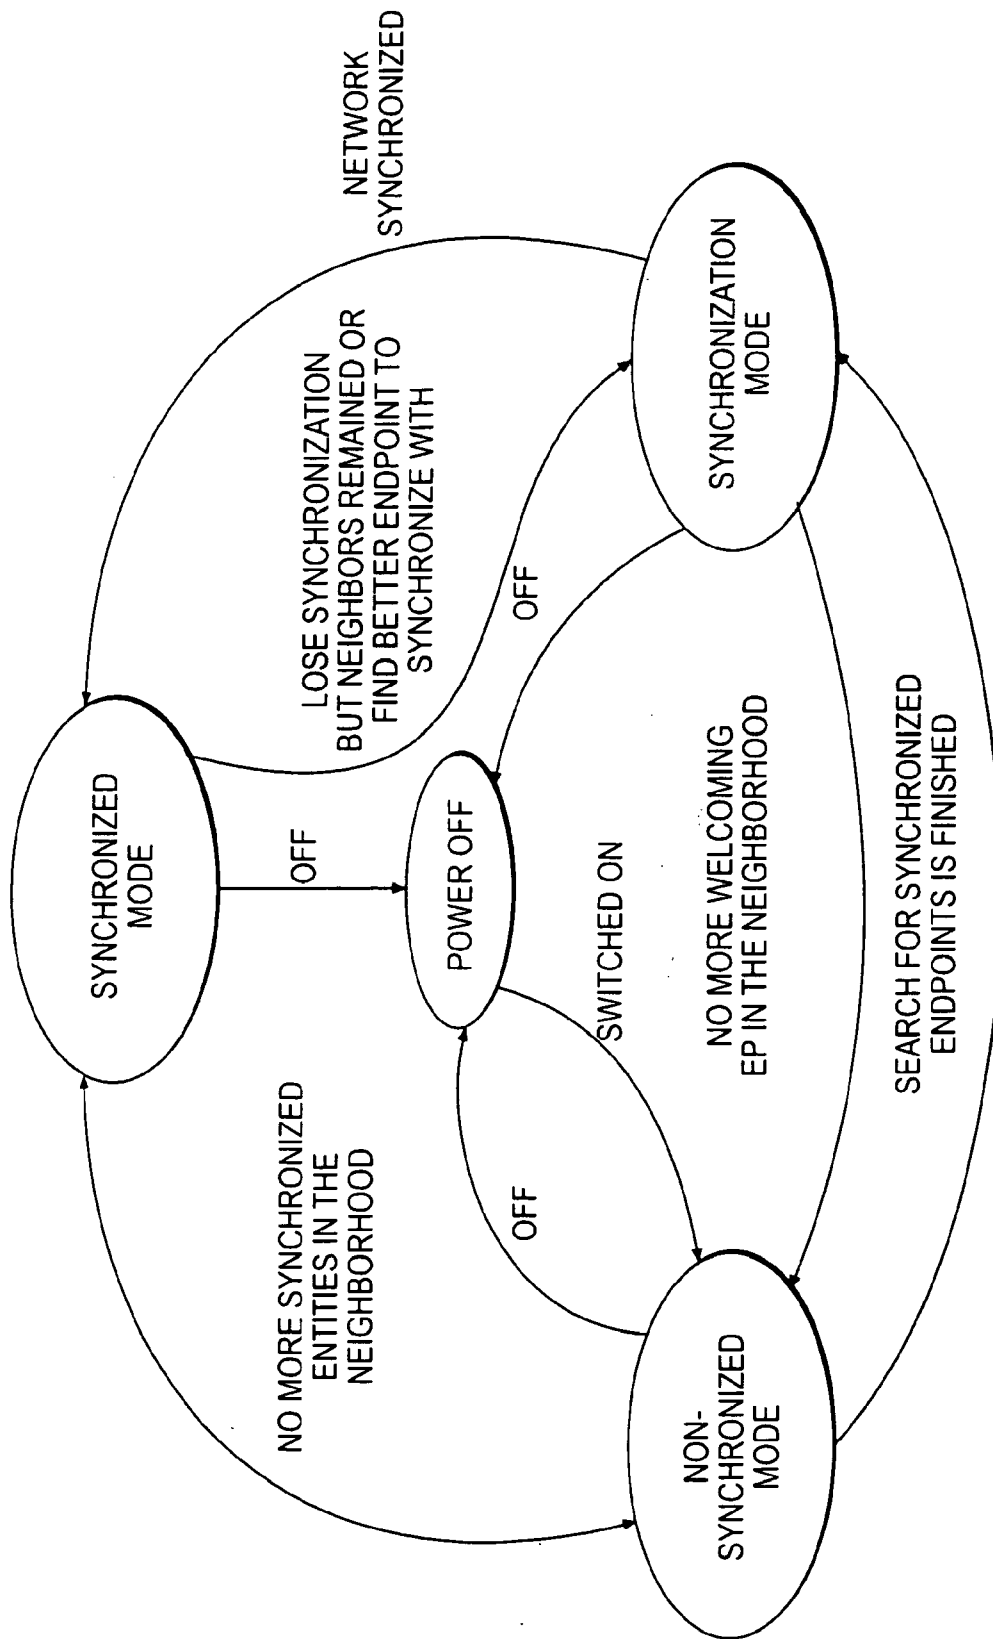 SYNCHRONIZED
MODE
NETWORK
SYNCHRONIZED
NO MORE SYNCHRONIZED
ENTITIES IN THE
NEIGHBORHOOD
OFF
LOSE SYNCHRONIZATION
BUT NEIGHBORS REMAINED OR
FIND BETTER ENDPOINT TO
SYNCHRONIZE WITH
POWER OFF
OFF
OFF
SWITCHED ON
NON-
SYNCHRONIZED
MODE
NO MORE WELCOMING
EP IN THE NEIGHBORHOOD
SYNCHRONIZATION
MODE
SEARCH FOR SYNCHRONIZED
ENDPOINTS IS FINISHED